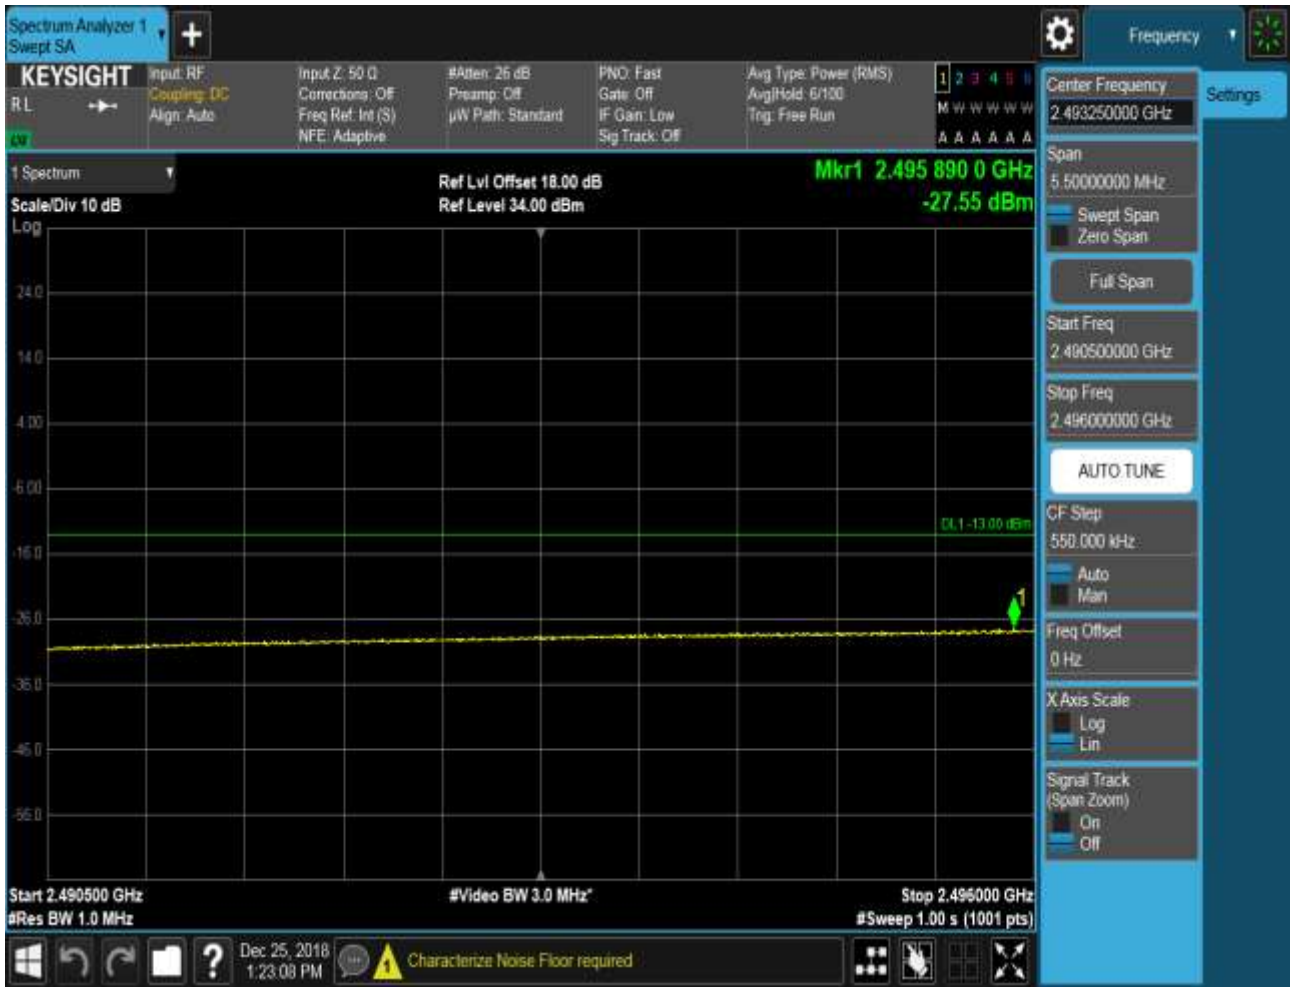 Spectrum Analyzer 1
Swept SA
+
Frequency
KEYSIGHT
RL
Input: RF
Coupling: DC
Align: Auto
Input Z: 50 Ω
Corrections: Off
Freq Ref: Int (S)
NFE: Adaptive
#Atten: 26 dB
Preamp: Off
µW Path: Standard
PNO: Fast
Gate: Off
IF Gain: Low
Sig Track: Off
Avg Type: Power (RMS)
Avg|Hold: 6/100
Trig: Free Run
1 2 3 4 5 6
M W W W W W
A A A A A A
1 Spectrum
Scale/Div 10 dB
Log
Ref Lvl Offset 18.00 dB
Ref Level 34.00 dBm
Mkr1 2.495 890 0 GHz
-27.55 dBm
24.0
14.0
4.00
-6.00
-16.0
-26.0
-36.0
-46.0
-56.0
DL1 -13.00 dBm
1
Start 2.490500 GHz
#Res BW 1.0 MHz
#Video BW 3.0 MHz*
Stop 2.496000 GHz
#Sweep 1.00 s (1001 pts)
Center Frequency
2.493250000 GHz
Settings
Span
5.50000000 MHz
Swept Span
Zero Span
Full Span
Start Freq
2.490500000 GHz
Stop Freq
2.496000000 GHz
AUTO TUNE
CF Step
550.000 kHz
Auto
Man
Freq Offset
0 Hz
X Axis Scale
Log
Lin
Signal Track
(Span Zoom)
On
Off
?
Dec 25, 2018
1:23:08 PM
1
Characterize Noise Floor required